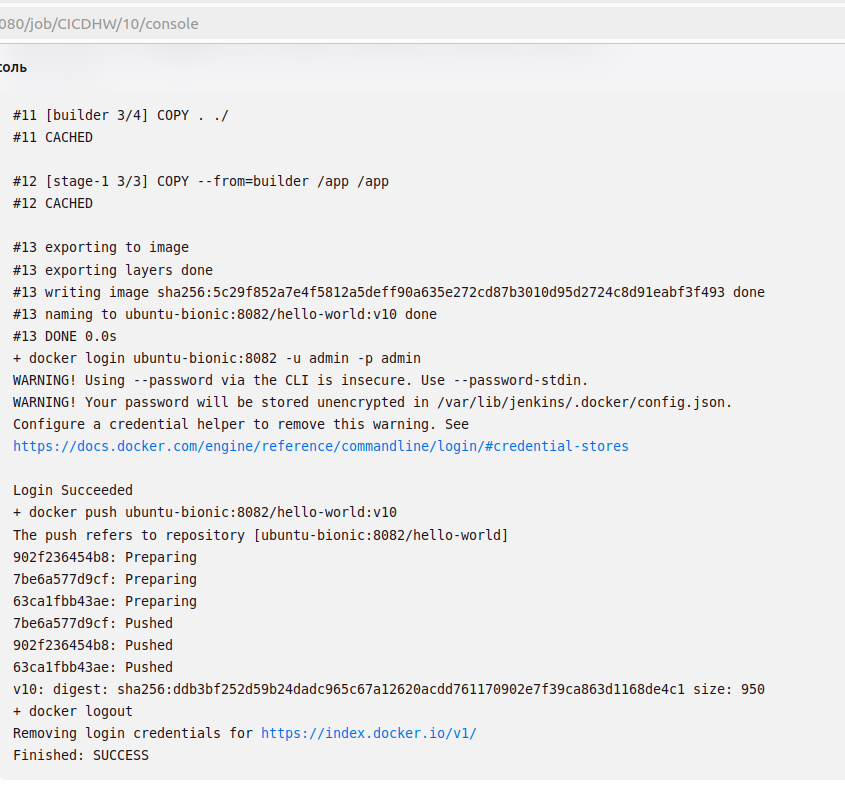 080/job/CICDHW/10/console
соль
#11 [builder 3/4] COPY . ./
#11 CACHED
#12 [stage-1 3/3] COPY --from=builder /app /app
#12 CACHED
#13 exporting to image
#13 exporting layers done
#13 writing image sha256:5c29f852a7e4f5812a5deff90a635e272cd87b3010d95d2724c8d91eabf3f493 done
#13 naming to ubuntu-bionic:8082/hello-world:v10 done
#13 DONE 0.0s
+ docker login ubuntu-bionic:8082 -u admin -p admin
WARNING! Using --password via the CLI is insecure. Use --password-stdin.
WARNING! Your password will be stored unencrypted in /var/lib/jenkins/.docker/config.json.
Configure a credential helper to remove this warning. See
https://docs.docker.com/engine/reference/commandline/login/#credential-stores
Login Succeeded
+ docker push ubuntu-bionic:8082/hello-world:v10
The push refers to repository [ubuntu-bionic:8082/hello-world]
902f236454b8: Preparing
7be6a577d9cf: Preparing
63ca1fbb43ae: Preparing
7be6a577d9cf: Pushed
902f236454b8: Pushed
63ca1fbb43ae: Pushed
v10: digest: sha256:ddb3bf252d59b24dadc965c67a12620acdd761170902e7f39ca863d1168de4c1 size: 950
+ docker logout
Removing login credentials for https://index.docker.io/v1/
Finished: SUCCESS